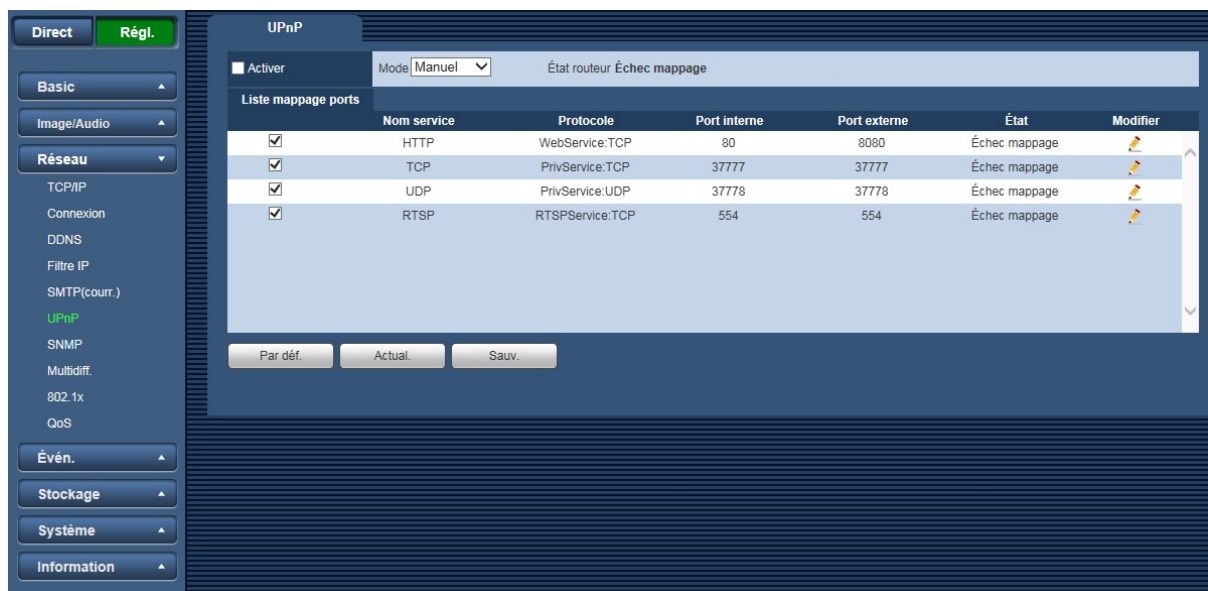 Direct Régl.
Basic
Image/Audio
Réseau
TCP/IP
Connexion
DDNS
Filtre IP
SMTP(courr.)
UPnP
SNMP
Multidiff.
802.1x
QoS
Évén.
Stockage
Système
Information
UPnP
Activer Mode Manuel État routeur Échec mappage
Liste mappage ports
Nom service Protocole Port interne Port externe État Modifier
HTTP WebService:TCP 80 8080 Échec mappage
TCP PrivService:TCP 37777 37777 Échec mappage
UDP PrivService:UDP 37778 37778 Échec mappage
RTSP RTSPService:TCP 554 554 Échec mappage
Par déf. Actual. Sauv.